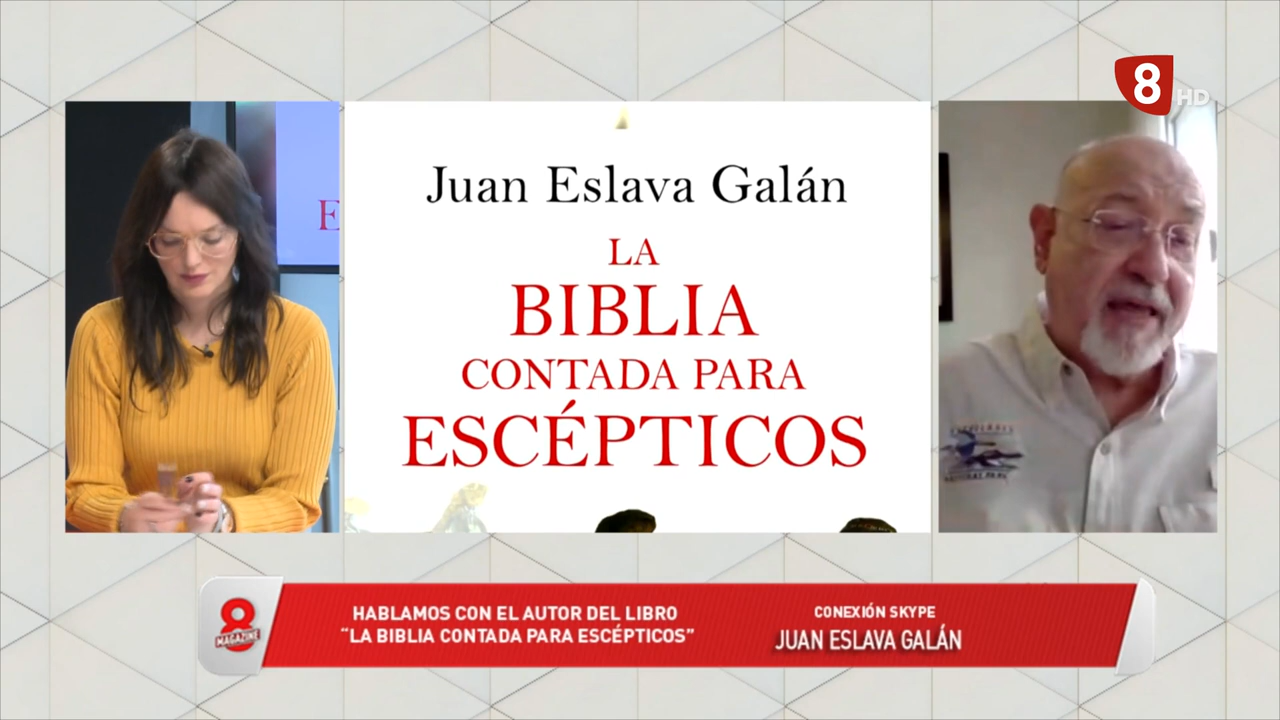 8 HD
E
Juan Eslava Galán
LA
BIBLIA
CONTADA PARA
ESCÉPTICOS
8
MAGAZINE
HABLAMOS CON EL AUTOR DEL LIBRO
“LA BIBLIA CONTADA PARA ESCÉPTICOS”
CONEXIÓN SKYPE
JUAN ESLAVA GALÁN